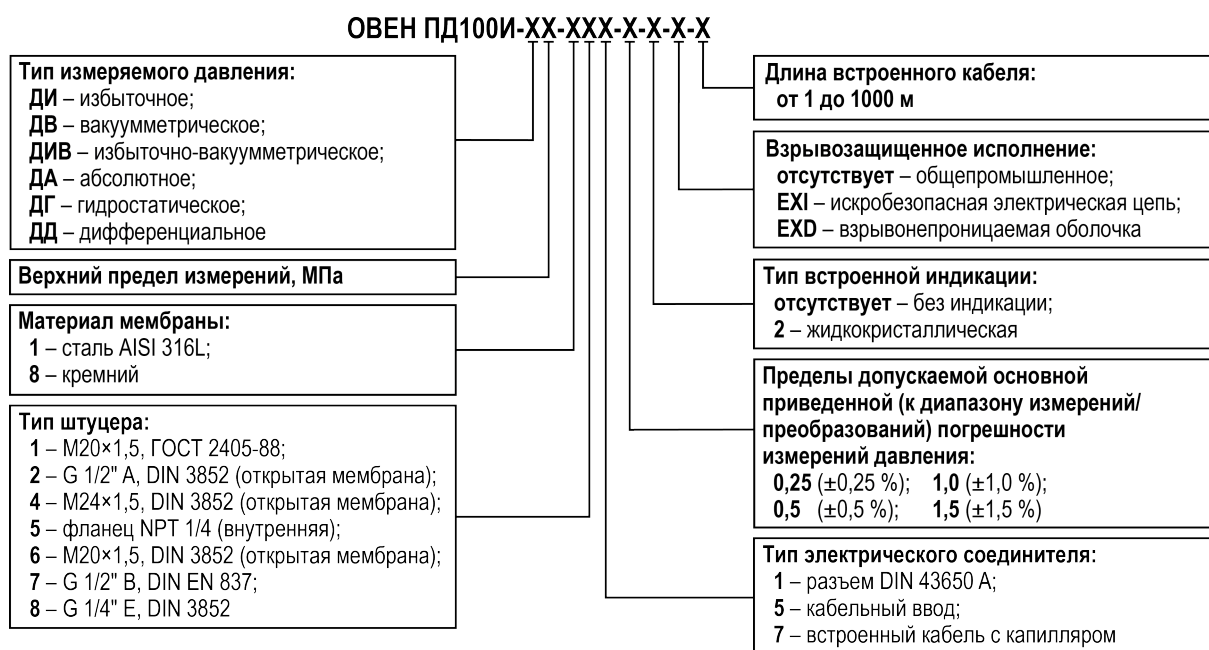 ОВЕН ПД100И-ХХ-ХХХ-Х-Х-Х-Х
Тип измеряемого давления:
ДИ – избыточное;
ДВ – вакуумметрическое;
ДИВ – избыточно-вакуумметрическое;
ДА – абсолютное;
ДГ – гидростатическое;
ДД – дифференциальное
Верхний предел измерений, МПа
Материал мембраны:
1 – сталь AISI 316L;
8 – кремний
Тип штуцера:
1 – М20×1,5, ГОСТ 2405-88;
2 – G 1/2" A, DIN 3852 (открытая мембрана);
4 – М24×1,5, DIN 3852 (открытая мембрана);
5 – фланец NPT 1/4 (внутренняя);
6 – М20×1,5, DIN 3852 (открытая мембрана);
7 – G 1/2" B, DIN EN 837;
8 – G 1/4" E, DIN 3852
Длина встроенного кабеля:
от 1 до 1000 м
Взрывозащищенное исполнение:
отсутствует – общепромышленное;
EXI – искробезопасная электрическая цепь;
EXD – взрывонепроницаемая оболочка
Тип встроенной индикации:
отсутствует – без индикации;
2 – жидкокристаллическая
Пределы допускаемой основной
приведенной (к диапазону измерений/
преобразований) погрешности
измерений давления:
0,25 (±0,25 %); 1,0 (±1,0 %);
0,5 (±0,5 %); 1,5 (±1,5 %)
Тип электрического соединителя:
1 – разъем DIN 43650 A;
5 – кабельный ввод;
7 – встроенный кабель с капилляром